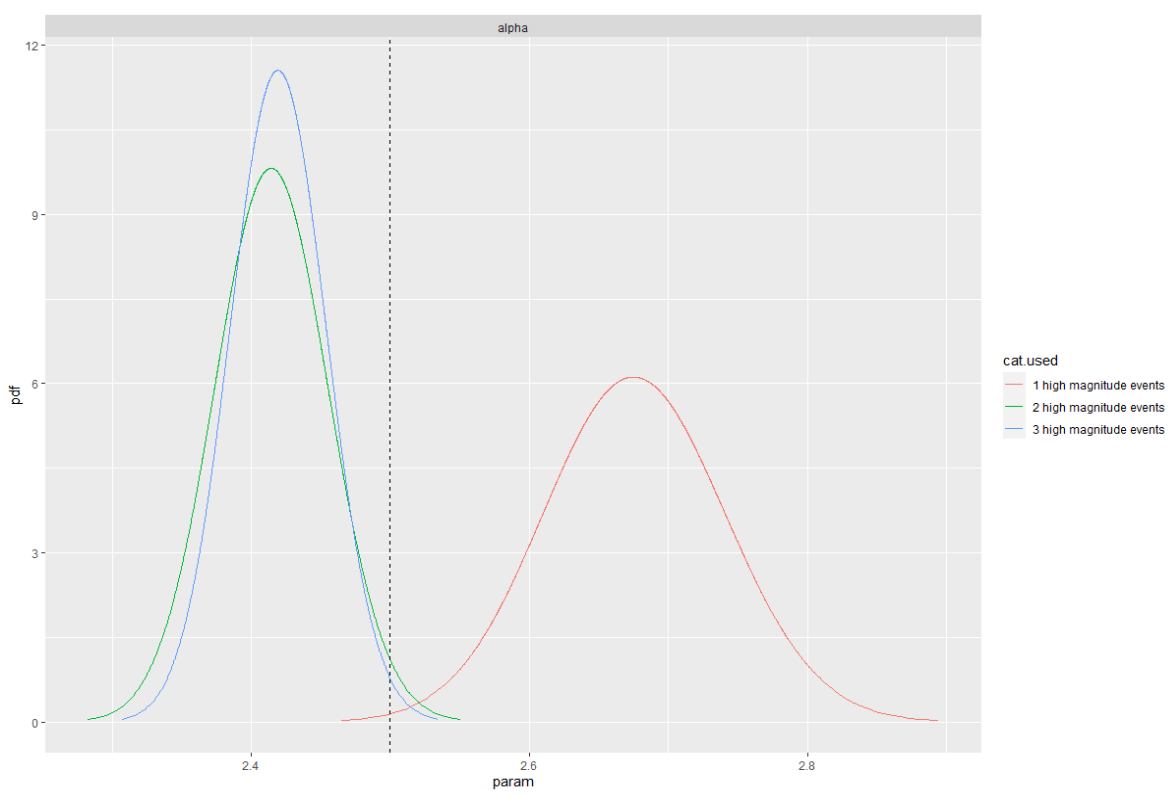 alpha
12
9
6
3
0
pdf
2.4
2.6
2.8
param
cat.used
1 high magnitude events
2 high magnitude events
3 high magnitude events